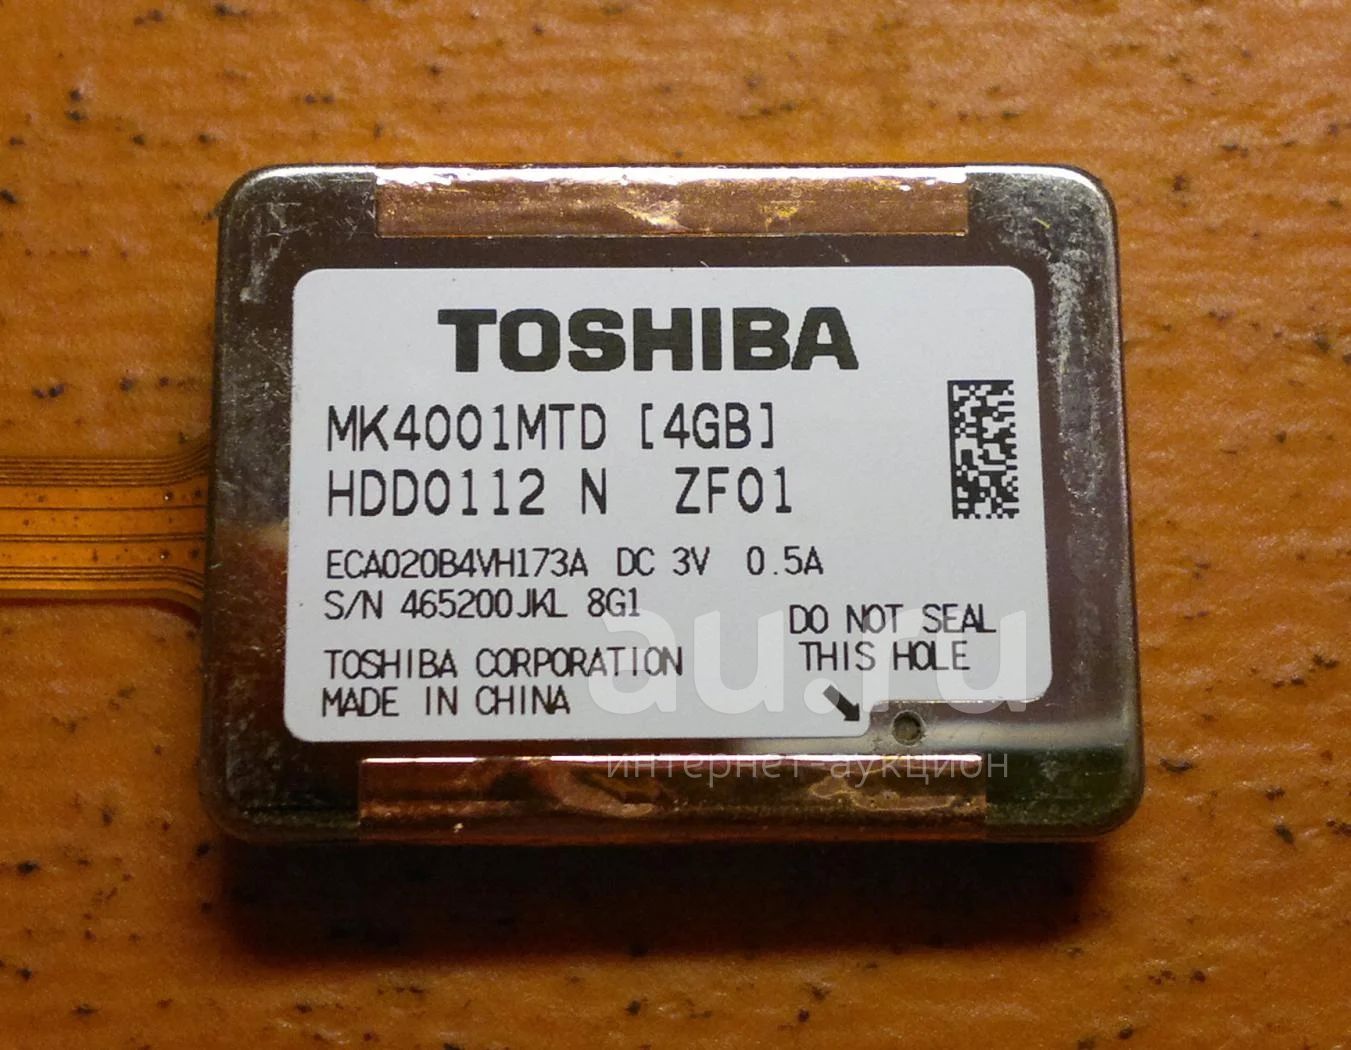 TOSHIBA
MK4001MTD [4GB]
HDD0112 N ZF01
ECA020B4VH173A DC 3V 0.5A
S/N 465200JKL 8G1
DO NOT SEAL
THIS HOLE
TOSHIBA CORPORATION
MADE IN CHINA
au.ru
интернет-аукцион